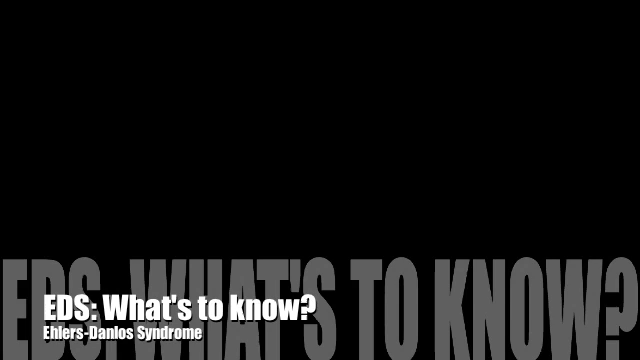 EDS: WHAT'S TO KNOW?
EDS: What's to know?
Ehlers-Danlos Syndrome